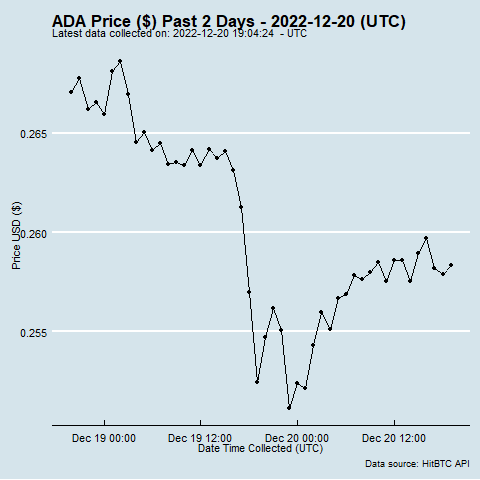 ADA Price ($) Past 2 Days - 2022-12-20 (UTC)
Latest data collected on: 2022-12-20 19:04:24 - UTC
0.265
0.260
0.255
Price USD ($)
Dec 19 00:00 Dec 19 12:00 Dec 20 00:00 Dec 20 12:00
Date Time Collected (UTC)
Data source: HitBTC API